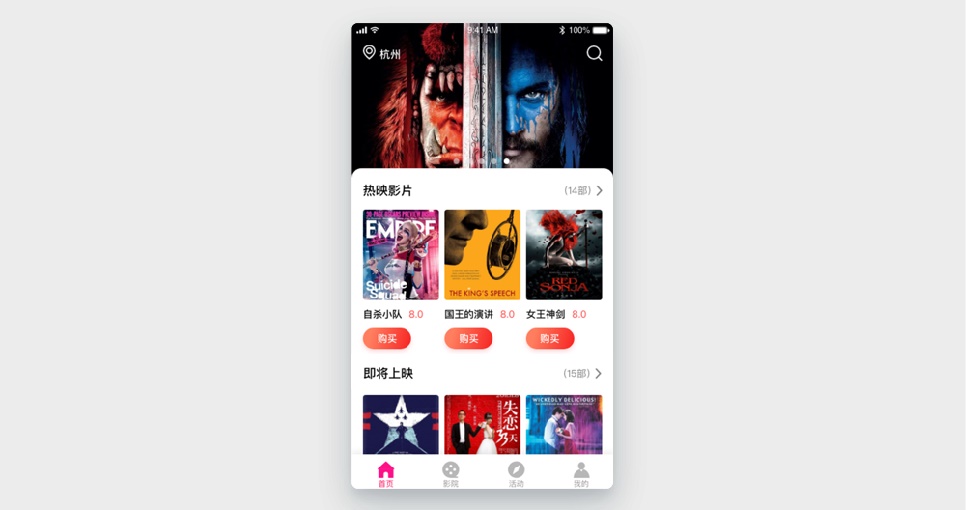 9:41 AM
100%
杭州
热映影片
(14部)
EMPIRE
Suicide
Squad
THE KING'S SPEECH
RED
SONJA
自杀小队 8.0
国王的演讲 8.0
女王神剑 8.0
购买
购买
购买
即将上映
(15部)
失恋
33天
WICKEDLY DELICIOUS!
首页
影院
活动
我的